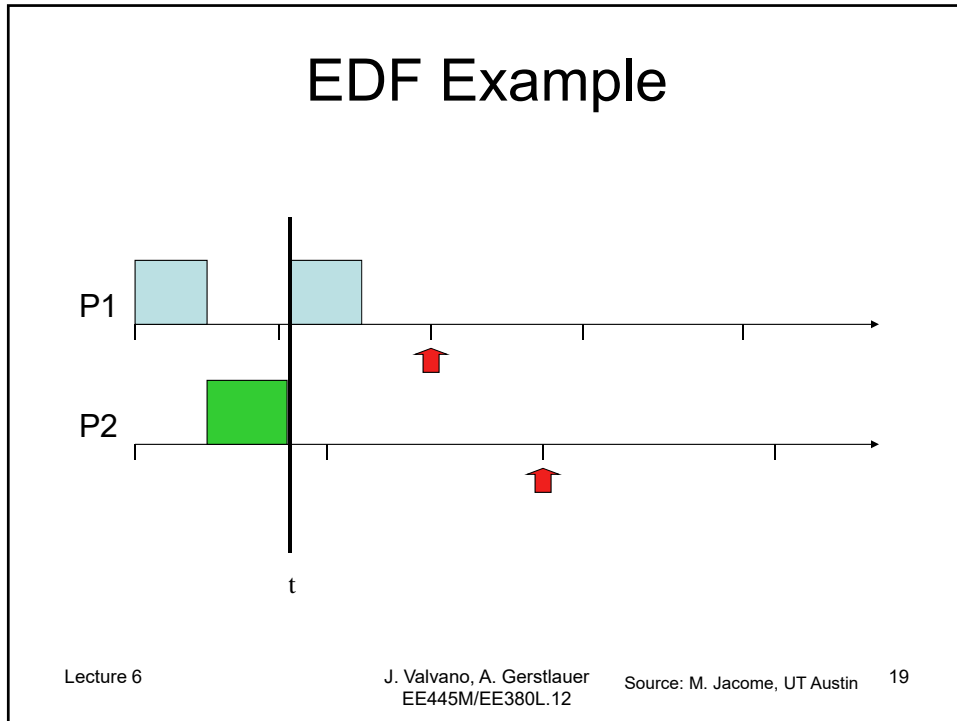 EDF Example
P1
P2
t
Lecture 6
J. Valvano, A. Gerstlauer
EE445M/EE380L.12
Source: M. Jacome, UT Austin
19